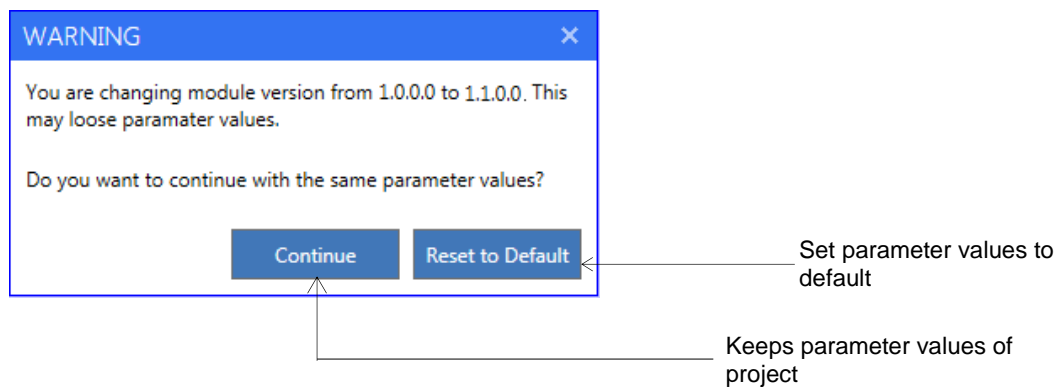 WARNING
You are changing module version from 1.0.0.0 to 1.1.0.0. This
may loose paramater values.
Do you want to continue with the same parameter values?
Continue
Reset to Default
Set parameter values to
default
Keeps parameter values of
project